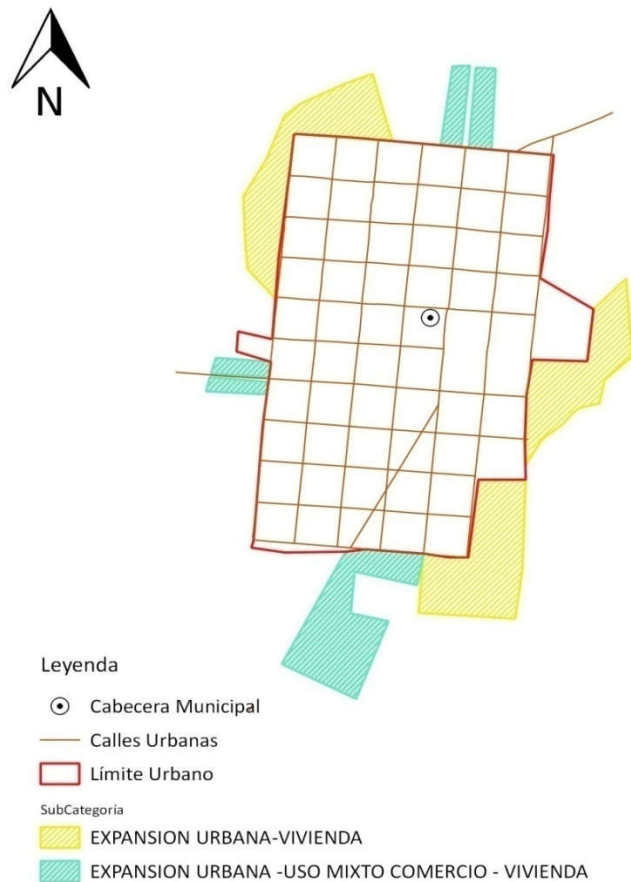 N
Leyenda
Cabecera Municipal
Calles Urbanas
Límite Urbano
SubCategoría
EXPANSION URBANA-VIVIENDA
EXPANSION URBANA -USO MIXTO COMERCIO - VIVIENDA